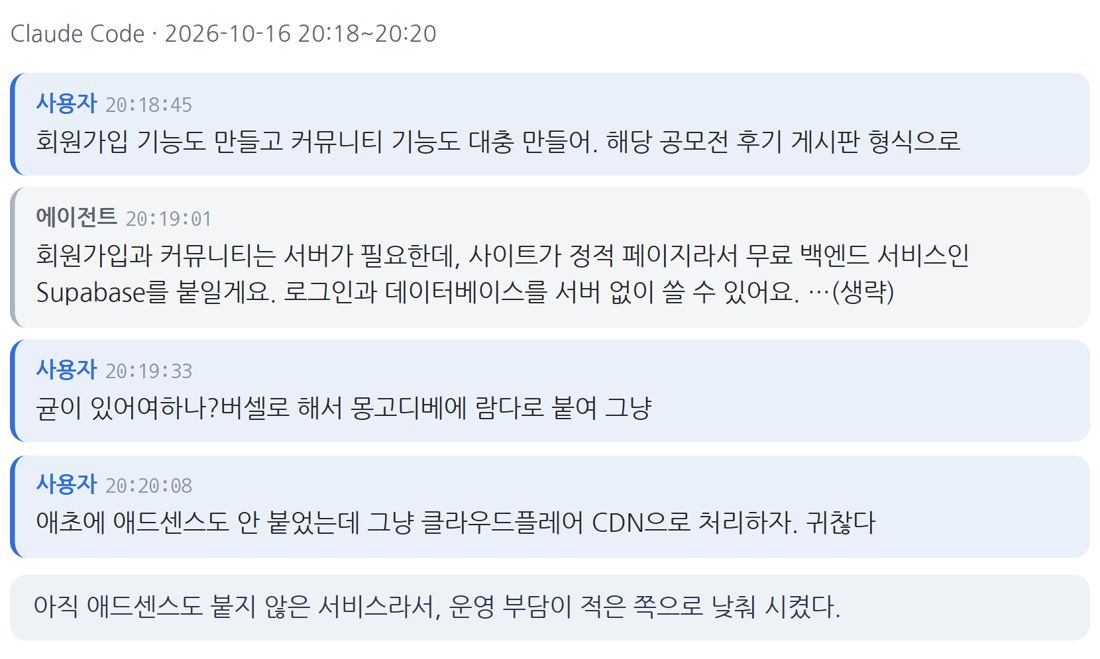 Claude Code · 2026-10-16 20:18~20:20
사용자 20:18:45
회원가입 기능도 만들고 커뮤니티 기능도 대충 만들어. 해당 공모전 후기 게시판 형식으로
에이전트 20:19:01
회원가입과 커뮤니티는 서버가 필요한데, 사이트가 정적 페이지라서 무료 백엔드 서비스인
Supabase를 붙일게요. 로그인과 데이터베이스를 서버 없이 쓸 수 있어요. …(생략)
사용자 20:19:33
귿이 있어여하나?버셀로 해서 몽고디베에 람다로 붙여 그냥
사용자 20:20:08
애초에 애드센스도 안 붙었는데 그냥 클라우드플레어 CDN으로 처리하자. 귀찮다
아직 애드센스도 붙지 않은 서비스라서, 운영 부담이 적은 쪽으로 낮춰 시켰다.